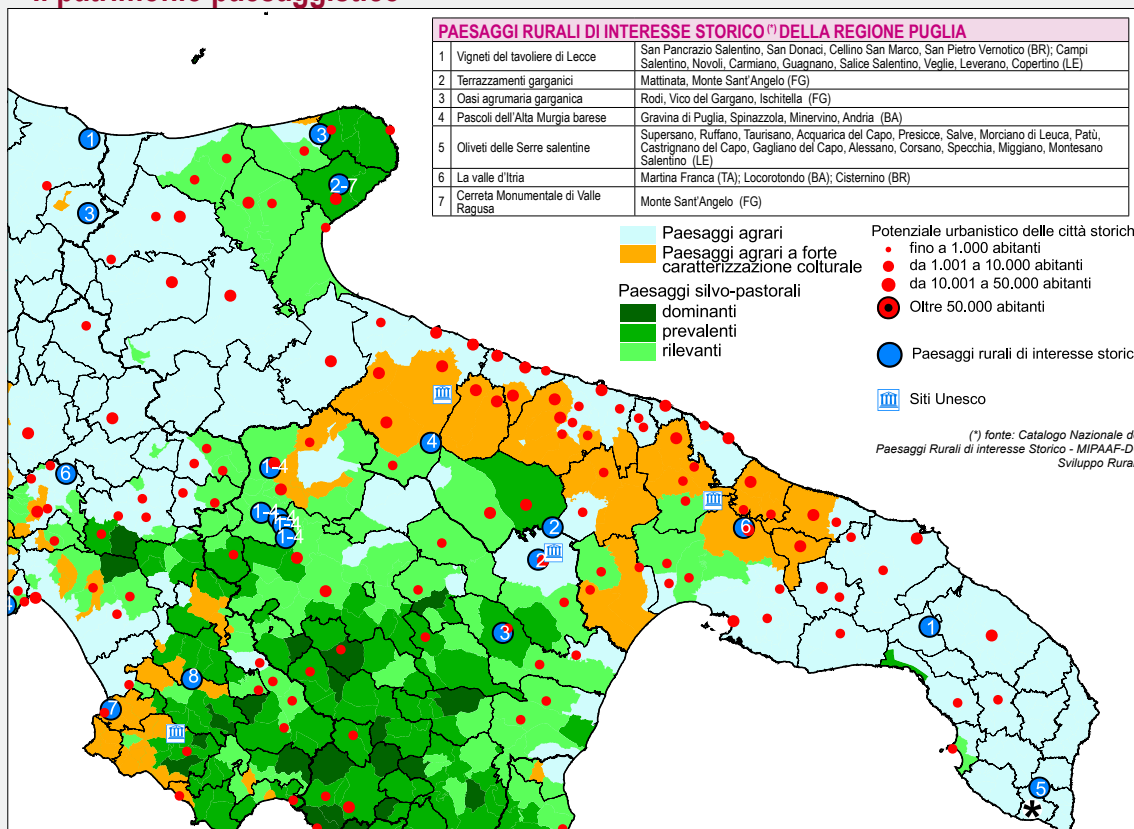 Il patrimonio paesaggistico
PAESAGGI RURALI DI INTERESSE STORICO (*) DELLA REGIONE PUGLIA
1 Vigneti del tavoliere di Lecce San Pancrazio Salentino, San Donaci, Cellino San Marco, San Pietro Vernotico (BR); Campi
Salentino, Novoli, Carmiano, Guagnano, Salice Salentino, Veglie, Leverano, Copertino (LE)
2 Terrazzamenti garganici Mattinata, Monte Sant'Angelo (FG)
3 Oasi agrumaria garganica Rodi, Vico del Gargano, Ischitella (FG)
4 Pascoli dell'Alta Murgia barese Gravina di Puglia, Spinazzola, Minervino, Andria (BA)
5 Oliveti delle Serre salentine Supersano, Ruffano, Taurisano, Acquarica del Capo, Presicce, Salve, Morciano di Leuca, Patù,
Castrignano del Capo, Gagliano del Capo, Alessano, Corsano, Specchia, Miggiano, Montesano
Salentino (LE)
6 La valle d'Itria Martina Franca (TA); Locorotondo (BA); Cisternino (BR)
7 Cerreta Monumentale di Valle
Ragusa Monte Sant'Angelo (FG)
Paesaggi agrari
Paesaggi agrari a forte
caratterizzazione colturale
Paesaggi silvo-pastorali
dominanti
prevalenti
rilevanti
Potenziale urbanistico delle città storich
fino a 1.000 abitanti
da 1.001 a 10.000 abitanti
da 10.001 a 50.000 abitanti
Oltre 50.000 abitanti
Paesaggi rurali di interesse storic
Siti Unesco
(*) fonte: Catalogo Nazionale d
Paesaggi Rurali di interesse Storico - MIPAAF-D
Sviluppo Rura
1
3
3
2-7
4
6
1-4
1-4
1-4
1-4
2
2
6
3
1
8
7
4
5
*